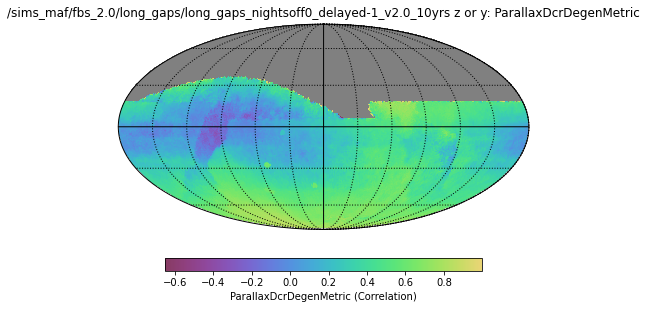 /sims_maf/fbs_2.0/long_gaps/long_gaps_nightsoff0_delayed-1_v2.0_10yrs z or y: ParallaxDcrDegenMetric
−0.6 −0.4 −0.2 0.0 0.2 0.4 0.6 0.8
ParallaxDcrDegenMetric (Correlation)